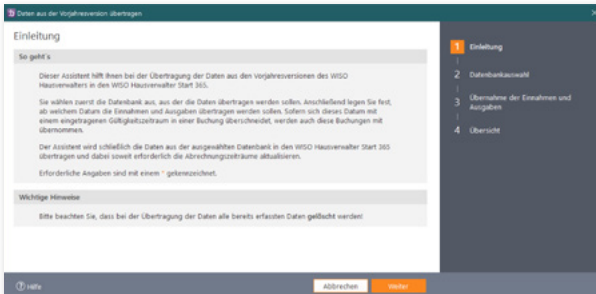 Daten aus der Vorjahresversion übertragen
Einleitung
So geht's
Dieser Assistent hilft Ihnen bei der Übertragung der Daten aus den Vorjahresversionen des WISO
Hausverwalters in den WISO Hausverwalter Start 365.
Sie wählen zuerst die Datenbank aus, aus der die Daten übertragen werden sollen. Anschließend legen Sie fest,
ab welchem Datum die Einnahmen und Ausgaben übertragen werden sollen. Sofern sich dieses Datum mit
einem eingetragenen Gültigkeitszeitraum in einer Buchung überschneidet, werden auch diese Buchungen mit
übernommen.
Der Assistent wird schließlich die Daten aus der ausgewählten Datenbank in den WISO Hausverwalter Start 365
übertragen und dabei soweit erforderlich die Abrechnungszeiträume aktualisieren.
Erforderliche Angaben sind mit einem * gekennzeichnet.
Wichtige Hinweise
Bitte beachten Sie, dass bei der Übertragung der Daten alle bereits erfassten Daten gelöscht werden!
1 Einleitung
2 Datenbankauswahl
3 Übernahme der Einnahmen und
Ausgaben
4 Übersicht
? Hilfe
Abbrechen
Weiter